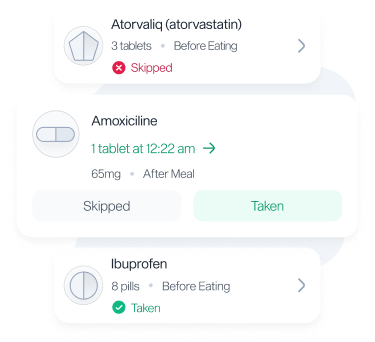 Atorvaliq (atorvastatin)
3 tablets • Before Eating
Skipped
Amoxiciline
1 tablet at 12:22 am →
65mg • After Meal
Skipped Taken
Ibuprofen
8 pills • Before Eating
Taken